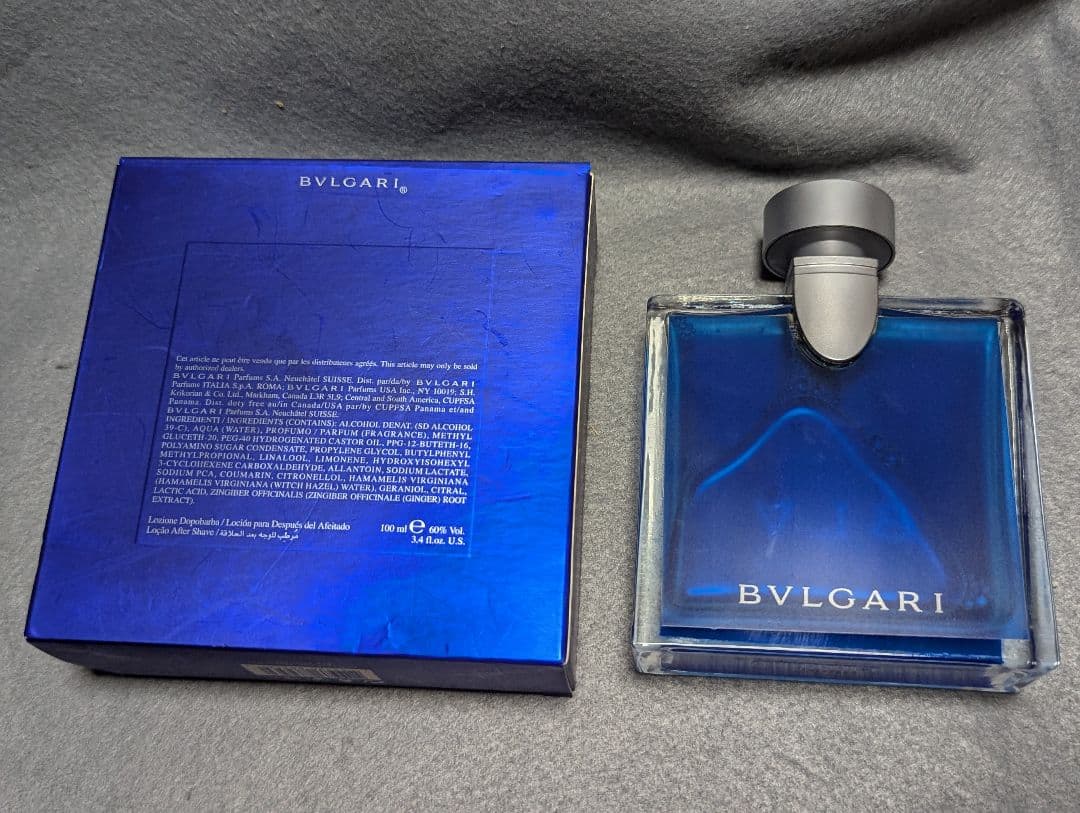 BVLGARI®
Cet article ne peut être vendu que par les distributeurs agréés. This article may only be sold
by authorized dealers.
BVLGARI Parfums S.A. Neuchâtel SUISSE. Dist. par/da/by BVLGARI
Parfums ITALIA S.p.A. ROMA; BVLGARI Parfums USA Inc., NY 10019; S.H.
Krikorian & Co. Ltd., Markham, Canada L3R 5L9; Central and South America, CUPFSA
Panama. Dist. duty free au/in Canada/USA par/by CUPFSA Panama et/and
BVLGARI Parfums S.A. Neuchâtel SUISSE.
INGREDIENTI / INGREDIENTS (CONTAINS): ALCOHOL DENAT. (SD ALCOHOL
39-C), AQUA (WATER), PROFUMO / PARFUM (FRAGRANCE), METHYL
GLUCETH-20, PEG-40 HYDROGENATED CASTOR OIL, PPG-12-BUTETH-16,
POLYAMINO SUGAR CONDENSATE, PROPYLENE GLYCOL, BUTYLPHENYL
METHYLPROPIONAL, LINALOOL, LIMONENE, HYDROXYISOHEXYL
3-CYCLOHEXENE CARBOXALDEHYDE, ALLANTOIN, SODIUM LACTATE,
SODIUM PCA, COUMARIN, CITRONELLOL, HAMAMELIS VIRGINIANA
(HAMAMELIS VIRGINIANA (WITCH HAZEL) WATER), GERANIOL, CITRAL,
LACTIC ACID, ZINGIBER OFFICINALIS (ZINGIBER OFFICINALE (GINGER) ROOT
EXTRACT).
Lozione Dopobarba / Loción para Después del Afeitado
Loção After Shave / مرطب للوجه بعد الحلاقة
100 ml ℮ 60% Vol.
3.4 fl.oz. U.S.
BVLGARI